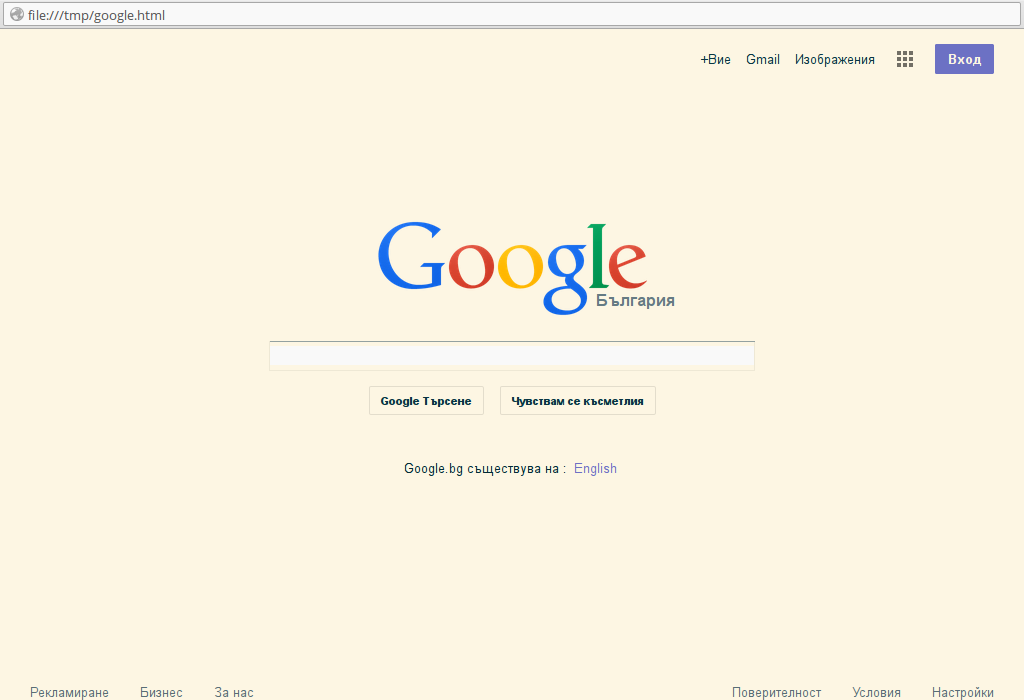 file:///tmp/google.html
+Вие Gmail Изображения Вход
Google
България
Google Търсене Чувствам се късметлия
Google.bg съществува на : English
Рекламиране Бизнес За нас Поверителност Условия Настройки